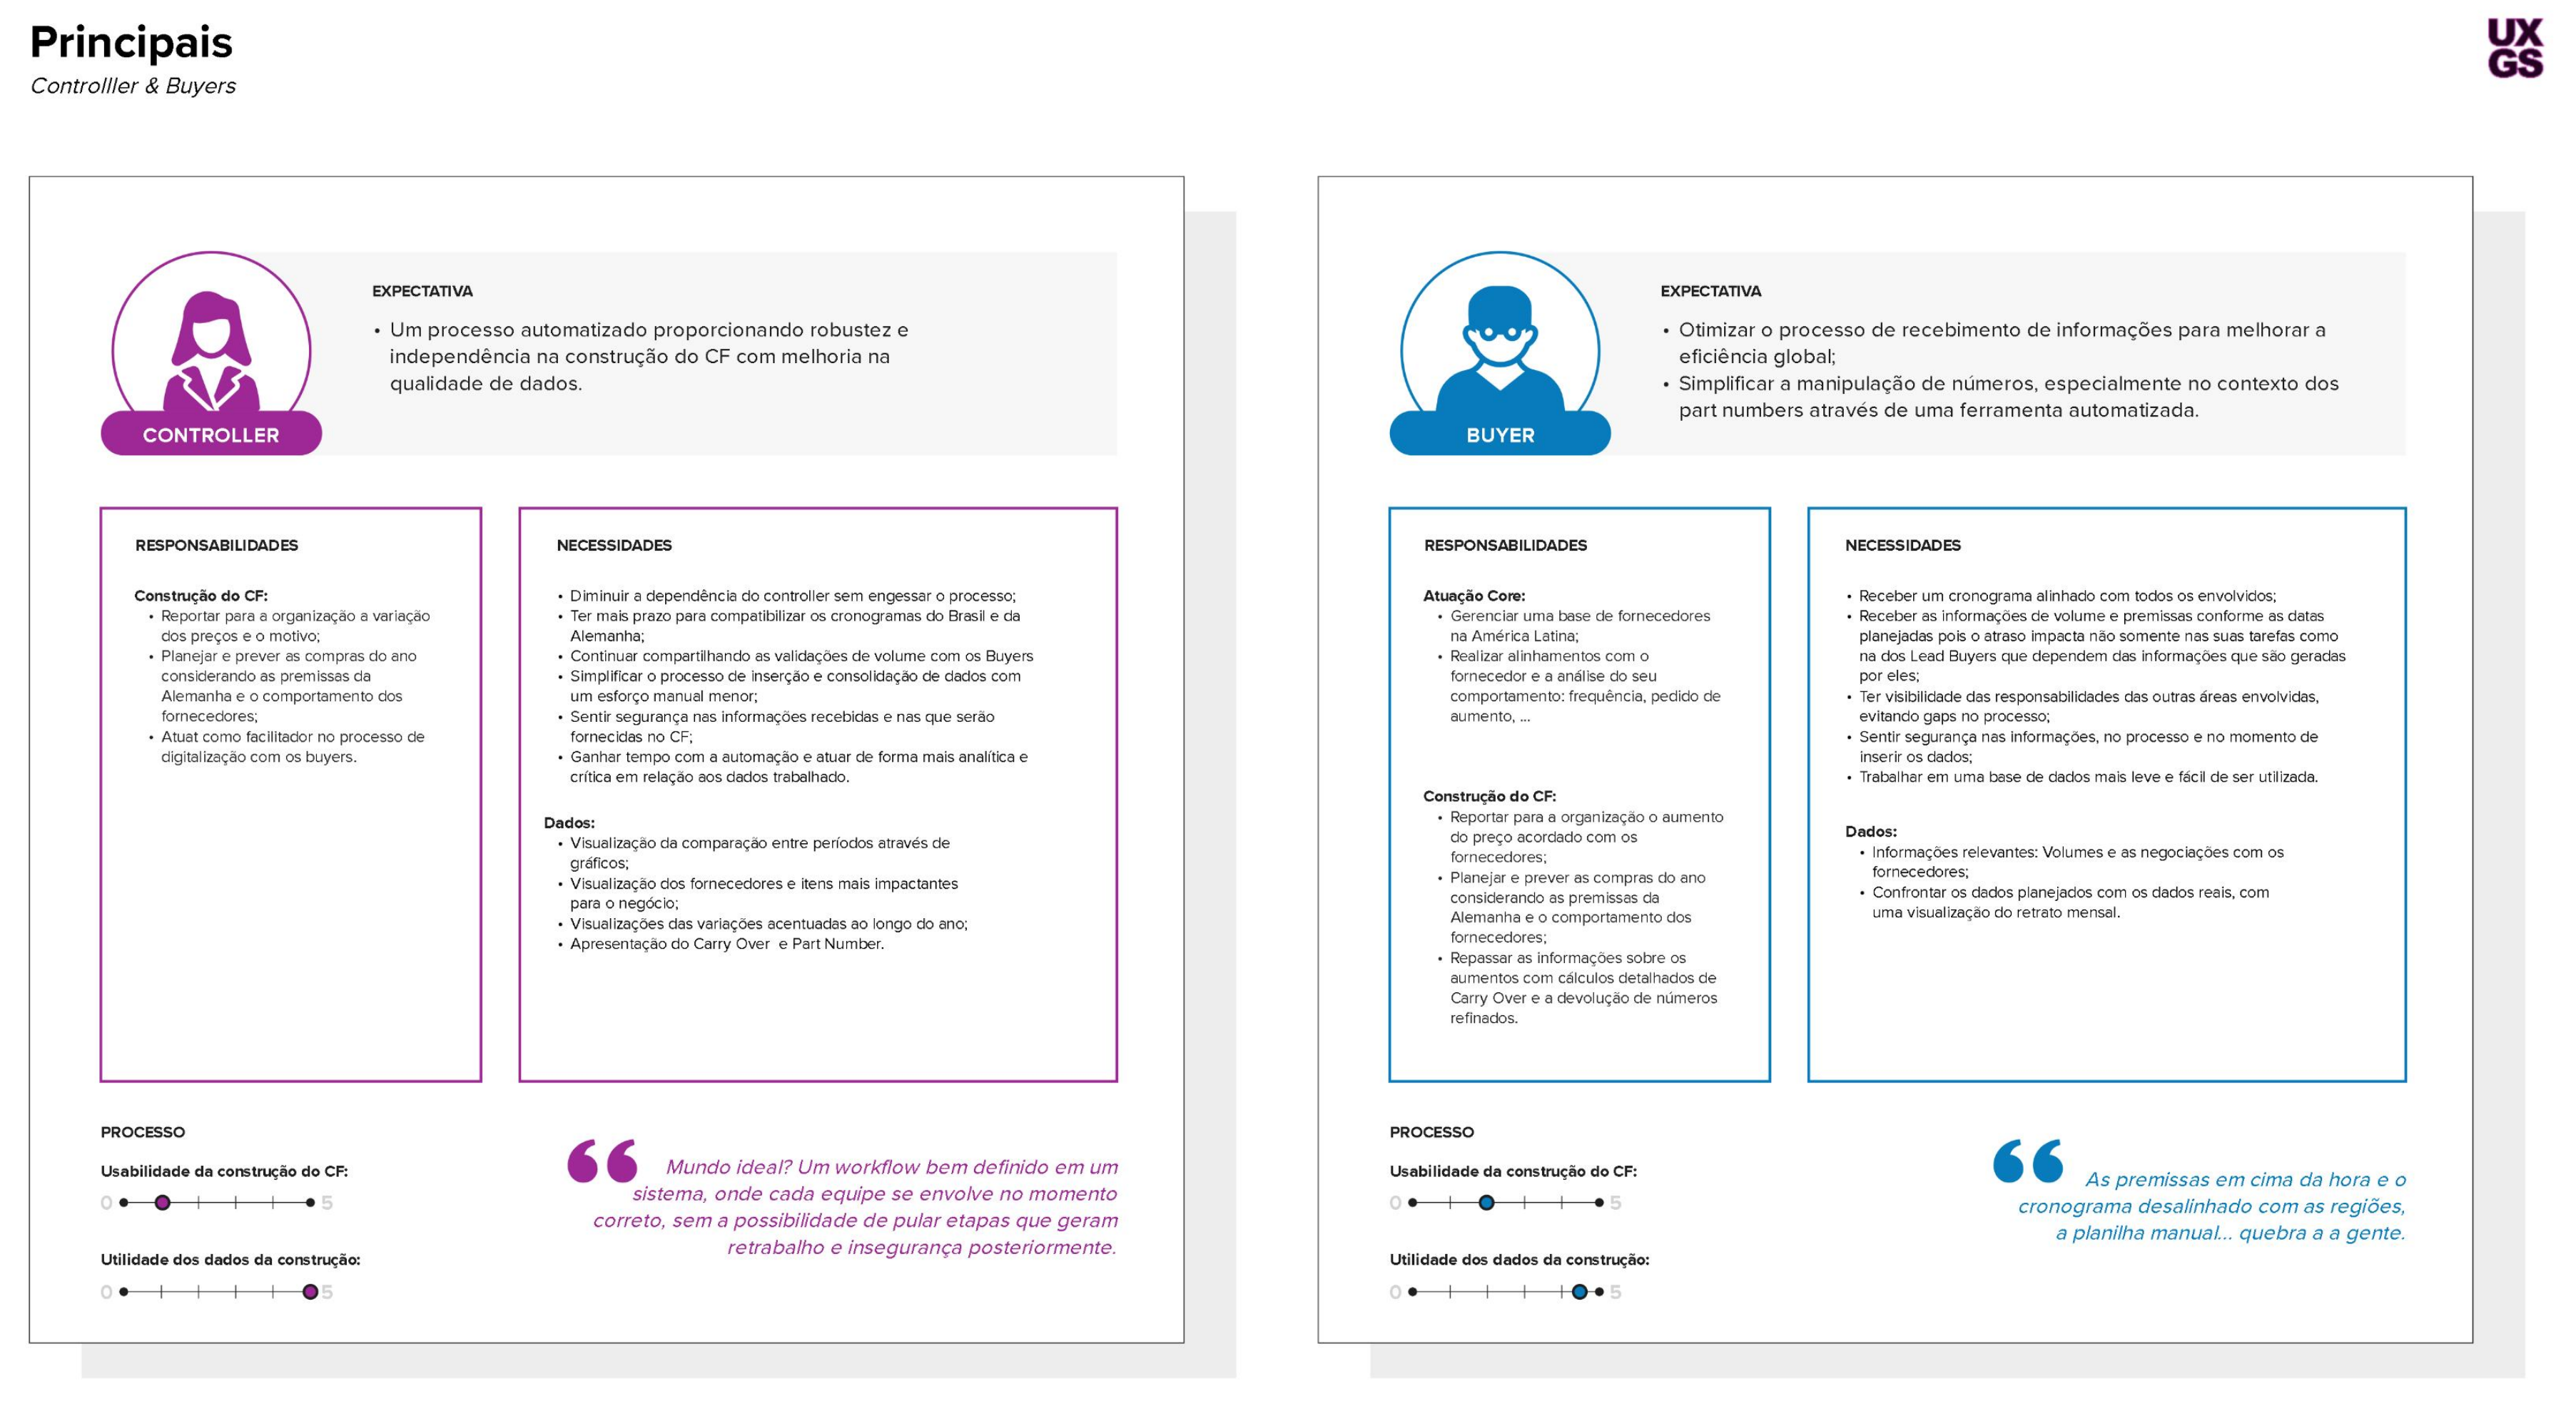 Principais
Controlller & Buyers
UX
GS
EXPECTATIVA
• Um processo automatizado proporcionando robustez e
independência na construção do CF com melhoria na
qualidade de dados.
CONTROLLER
RESPONSABILIDADES
Construção do CF:
• Reportar para a organização a variação
dos preços e o motivo;
• Planejar e prever as compras do ano
considerando as premissas da
Alemanha e o comportamento dos
fornecedores;
• Atuat como facilitador no processo de
digitalização com os buyers.
NECESSIDADES
• Diminuir a dependência do controller sem engessar o processo;
• Ter mais prazo para compatibilizar os cronogramas do Brasil e da
Alemanha;
• Continuar compartilhando as validações de volume com os Buyers
• Simplificar o processo de inserção e consolidação de dados com
um esforço manual menor;
• Sentir segurança nas informações recebidas e nas que serão
fornecidas no CF;
• Ganhar tempo com a automação e atuar de forma mais analítica e
crítica em relação aos dados trabalhado.
Dados:
• Visualização da comparação entre períodos através de
gráficos;
• Visualização dos fornecedores e itens mais impactantes
para o negócio;
• Visualizações das variações acentuadas ao longo do ano;
• Apresentação do Carry Over e Part Number.
PROCESSO
Usabilidade da construção do CF:
0 5
Utilidade dos dados da construção:
0 5
“ Mundo ideal? Um workflow bem definido em um
sistema, onde cada equipe se envolve no momento
correto, sem a possibilidade de pular etapas que geram
retrabalho e insegurança posteriormente.
EXPECTATIVA
• Otimizar o processo de recebimento de informações para melhorar a
eficiência global;
• Simplificar a manipulação de números, especialmente no contexto dos
part numbers através de uma ferramenta automatizada.
BUYER
RESPONSABILIDADES
Atuação Core:
• Gerenciar uma base de fornecedores
na América Latina;
• Realizar alinhamentos com o
fornecedor e a análise do seu
comportamento: frequência, pedido de
aumento, ...
Construção do CF:
• Reportar para a organização o aumento
do preço acordado com os
fornecedores;
• Planejar e prever as compras do ano
considerando as premissas da
Alemanha e o comportamento dos
fornecedores;
• Repassar as informações sobre os
aumentos com cálculos detalhados de
Carry Over e a devolução de números
refinados.
NECESSIDADES
• Receber um cronograma alinhado com todos os envolvidos;
• Receber as informações de volume e premissas conforme as datas
planejadas pois o atraso impacta não somente nas suas tarefas como
na dos Lead Buyers que dependem das informações que são geradas
por eles;
• Ter visibilidade das responsabilidades das outras áreas envolvidas,
evitando gaps no processo;
• Sentir segurança nas informações, no processo e no momento de
inserir os dados;
• Trabalhar em uma base de dados mais leve e fácil de ser utilizada.
Dados:
• Informações relevantes: Volumes e as negociações com os
fornecedores;
• Confrontar os dados planejados com os dados reais, com
uma visualização do retrato mensal.
PROCESSO
Usabilidade da construção do CF:
0 5
Utilidade dos dados da construção:
0 5
“ As premissas em cima da hora e o
cronograma desalinhado com as regiões,
a planilha manual... quebra a a gente.